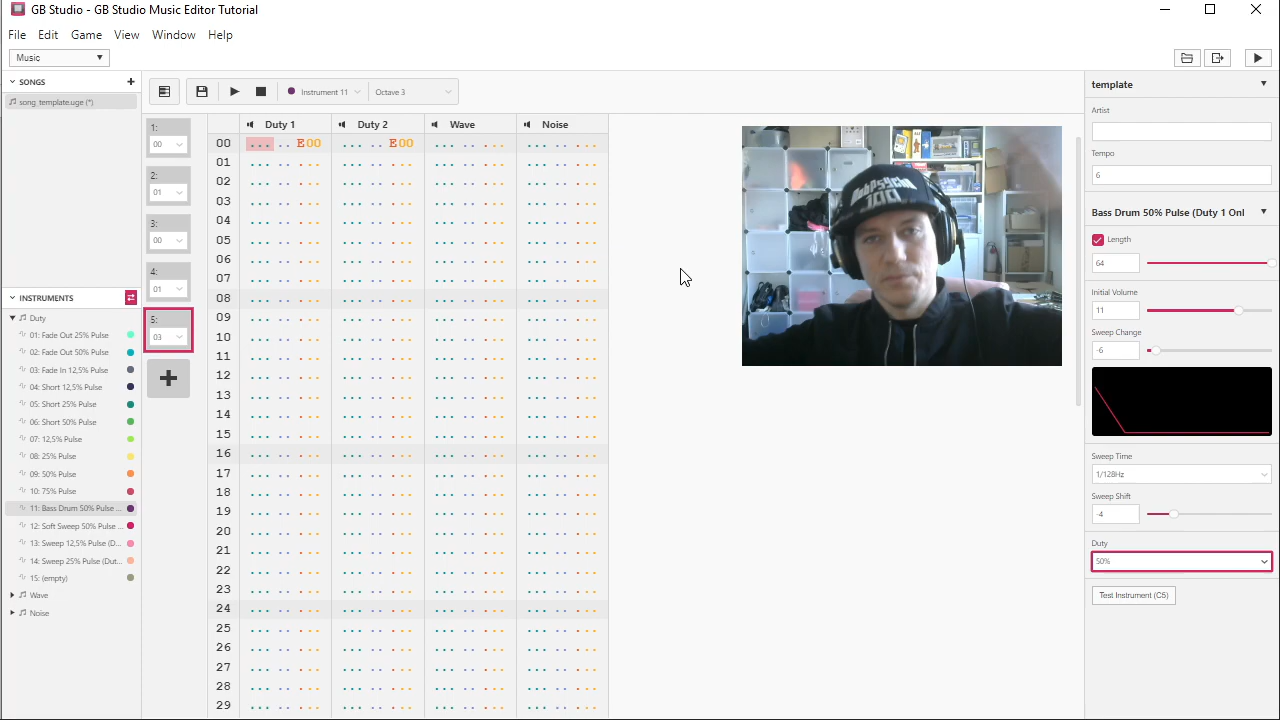 GB Studio - GB Studio Music Editor Tutorial
File Edit Game View Window Help
Music
SONGS
song_template.uge (*)
Instrument 11
Octave 3
Duty 1 Duty 2 Wave Noise
1:
00
2:
01
3:
00
4:
01
5:
03
00 E00 E00
01
02
03
04
05
06
07
08
09
10
11
12
13
14
15
16
17
18
19
20
21
22
23
24
25
26
27
28
29
INSTRUMENTS
Duty
01: Fade Out 25% Pulse
02: Fade Out 50% Pulse
03: Fade In 12,5% Pulse
04: Short 12,5% Pulse
05: Short 25% Pulse
06: Short 50% Pulse
07: 12,5% Pulse
08: 25% Pulse
09: 50% Pulse
10: 75% Pulse
11: Bass Drum 50% Pulse ...
12: Soft Sweep 50% Pulse ...
13: Sweep 12,5% Pulse (D...
14: Sweep 25% Pulse (Dut...
15: (empty)
Wave
Noise
template
Artist
Tempo
6
Bass Drum 50% Pulse (Duty 1 Onl
Length
64
Initial Volume
11
Sweep Change
-6
Sweep Time
1/128Hz
Sweep Shift
-4
Duty
50%
Test Instrument (C5)